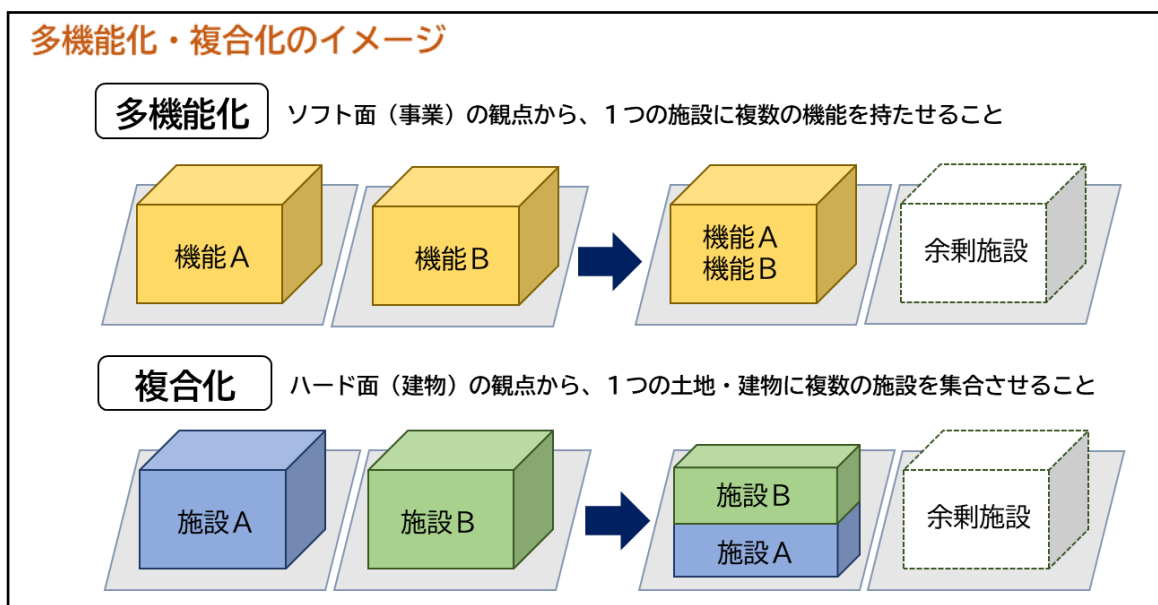 多機能化・複合化のイメージ
多機能化
ソフト面（事業）の観点から、１つの施設に複数の機能を持たせること
機能Ａ
機能Ｂ
機能Ａ
機能Ｂ
余剰施設
複合化
ハード面（建物）の観点から、１つの土地・建物に複数の施設を集合させること
施設Ａ
施設Ｂ
施設Ｂ
施設Ａ
余剰施設